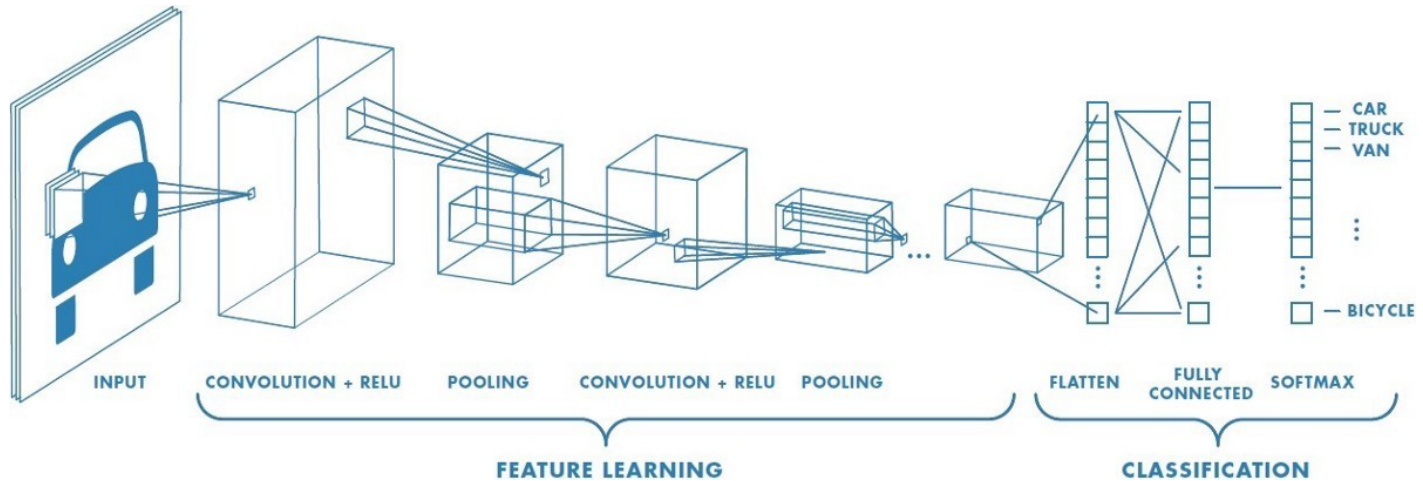 CAR
TRUCK
VAN
BICYCLE
INPUT
CONVOLUTION + RELU
POOLING
CONVOLUTION + RELU
POOLING
FLATTEN
FULLY
CONNECTED
SOFTMAX
FEATURE LEARNING
CLASSIFICATION